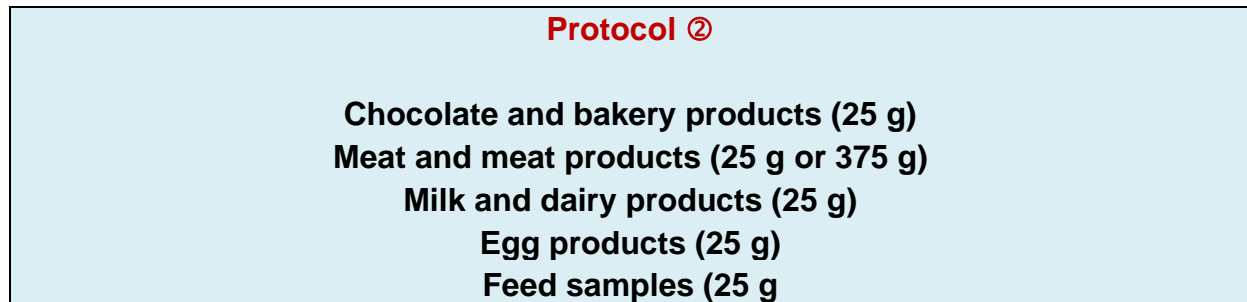 Protocol ②
Chocolate and bakery products (25 g)
Meat and meat products (25 g or 375 g)
Milk and dairy products (25 g)
Egg products (25 g)
Feed samples (25 g